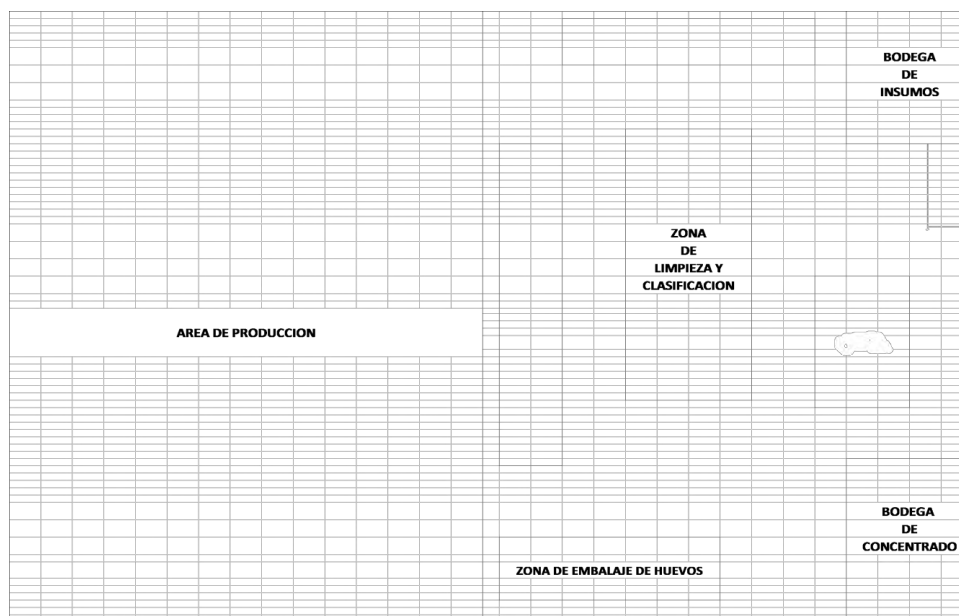 BODEGA
DE
INSUMOS
ZONA
DE
LIMPIEZA Y
CLASIFICACION
AREA DE PRODUCCION
BODEGA
DE
CONCENTRADO
ZONA DE EMBALAJE DE HUEVOS